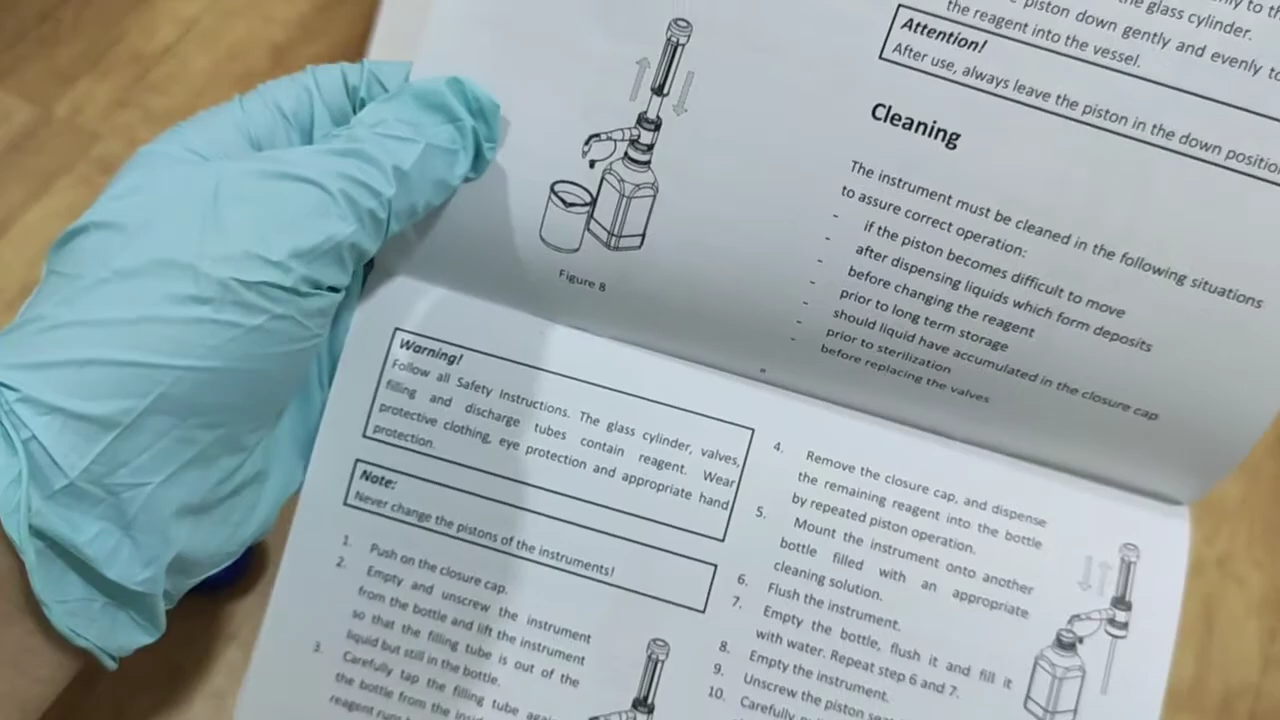 Figure 8
the glass cylinder.
piston down gently and evenly to
the reagent into the vessel.
Attention!
After use, always leave the piston in the down
Cleaning
The instrument must be cleaned in the following situations
to assure correct operation:
- if the piston becomes difficult to move
- after dispensing liquids which form deposits
- before changing the reagent
- prior to long term storage
- should liquid have accumulated in the closure cap
- prior to sterilization
before replacing the valves
Warning!
Follow all Safety Instructions. The glass cylinder, valves,
filling and discharge tubes contain reagent. Wear
protective clothing, eye protection and appropriate hand
protection.
Note:
Never change the pistons of the instruments!
1. Push on the closure cap.
2. Empty and unscrew the instrument
from the bottle and lift the instrument
so that the filling tube is out of the
liquid but still in the bottle.
3. Carefully tap the filling tube
the bottle from the
reagent
4. Remove the closure cap, and dispense
the remaining reagent into the bottle
by repeated piston operation.
5. Mount the instrument onto another
bottle filled with an appropriate
cleaning solution.
6. Flush the instrument.
7. Empty the bottle, flush it and fill it
with water. Repeat step 6 and 7.
8. Empty the instrument.
9. Unscrew the piston
10. Carefully